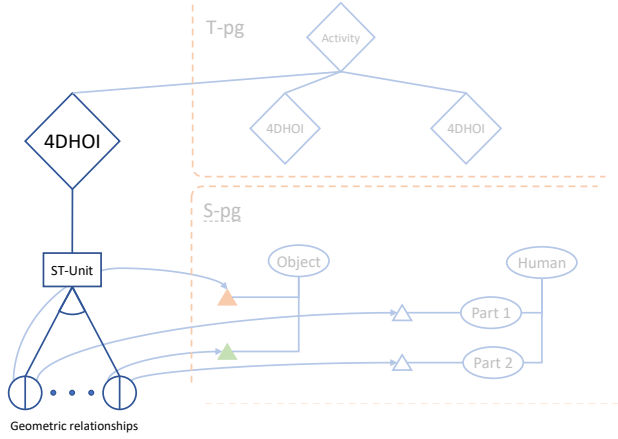 T-pg
Activity
4DHOI
4DHOI
4DHOI
S-pg
ST-Unit
Object
Human
Part 1
Part 2
Geometric relationships